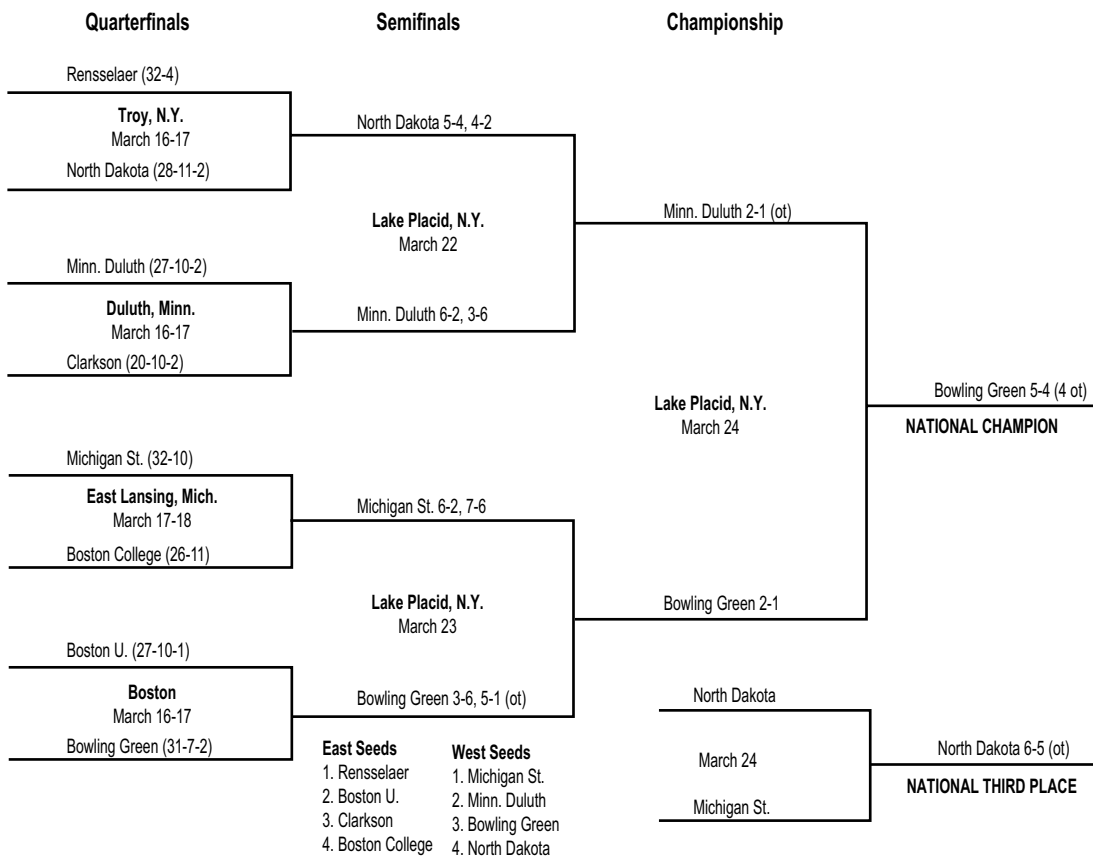 Quarterfinals
Semifinals
Championship
Rensselaer (32-4)
Troy, N.Y.
March 16-17
North Dakota (28-11-2)
Minn. Duluth (27-10-2)
Duluth, Minn.
March 16-17
Clarkson (20-10-2)
Michigan St. (32-10)
East Lansing, Mich.
March 17-18
Boston College (26-11)
Boston U. (27-10-1)
Boston
March 16-17
Bowling Green (31-7-2)
North Dakota 5-4, 4-2
Lake Placid, N.Y.
March 22
Minn. Duluth 6-2, 3-6
Michigan St. 6-2, 7-6
Lake Placid, N.Y.
March 23
Bowling Green 3-6, 5-1 (ot)
East Seeds
1. Rensselaer
2. Boston U.
3. Clarkson
4. Boston College
West Seeds
1. Michigan St.
2. Minn. Duluth
3. Bowling Green
4. North Dakota
Minn. Duluth 2-1 (ot)
Lake Placid, N.Y.
March 24
Bowling Green 2-1
Bowling Green 5-4 (4 ot)
NATIONAL CHAMPION
North Dakota
March 24
Michigan St.
North Dakota 6-5 (ot)
NATIONAL THIRD PLACE